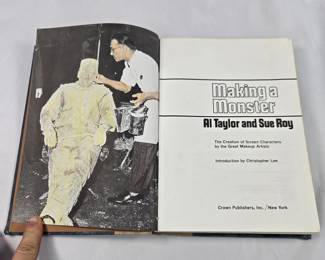 Making a
Monster
Al Taylor and Sue Roy
The Creation of Screen Characters
by the Great Makeup Artists
Introduction by Christopher Lee
Crown Publishers, Inc./New York